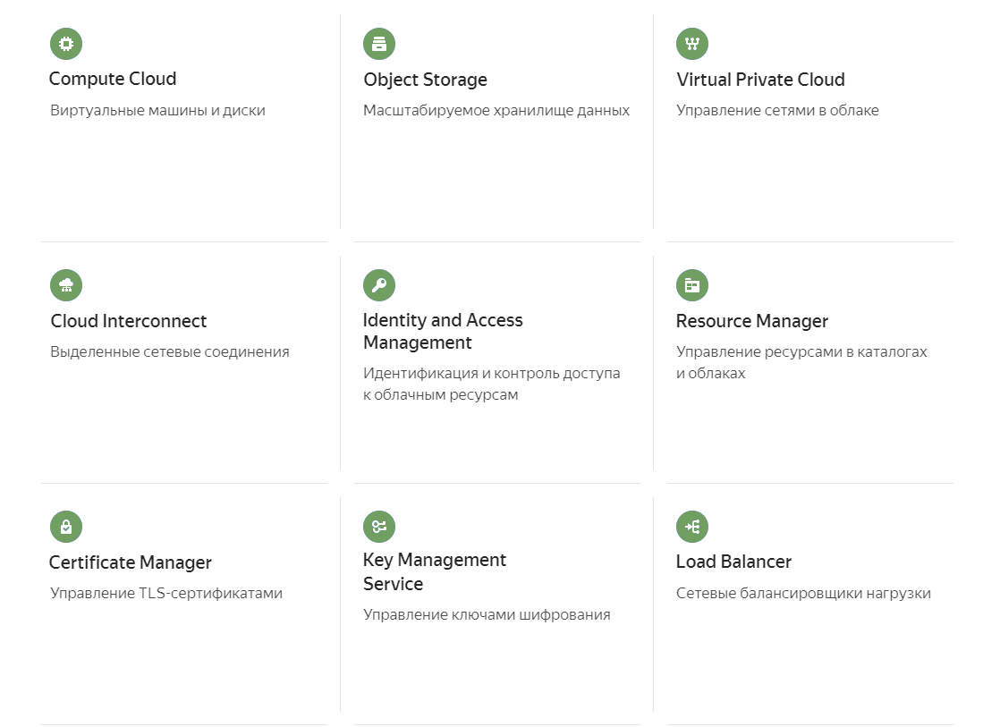 Compute Cloud
Виртуальные машины и диски
Object Storage
Масштабируемое хранилище данных
Virtual Private Cloud
Управление сетями в облаке
Cloud Interconnect
Выделенные сетевые соединения
Identity and Access
Management
Идентификация и контроль доступа
к облачным ресурсам
Resource Manager
Управление ресурсами в каталогах
и облаках
Certificate Manager
Управление TLS-сертификатами
Key Management
Service
Управление ключами шифрования
Load Balancer
Сетевые балансировщики нагрузки